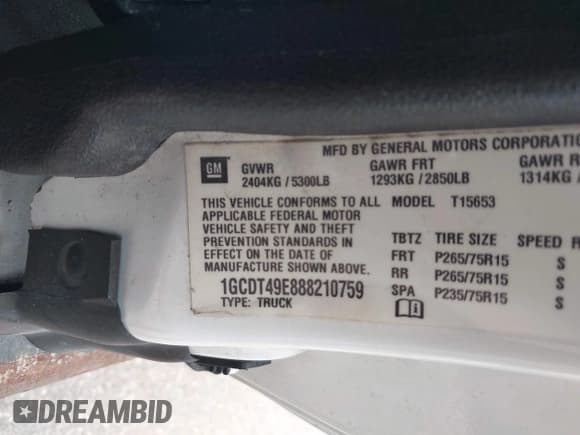 MFD BY GENERAL MOTORS CORPORATION
GM
GVWR GAWR FRT GAWR R
2404KG / 5300LB 1293KG / 2850LB 1314KG /
THIS VEHICLE CONFORMS TO ALL MODEL T15653
APPLICABLE FEDERAL MOTOR
VEHICLE SAFETY AND THEFT
PREVENTION STANDARDS IN TBTZ TIRE SIZE SPEED R
EFFECT ON THE DATE OF FRT P265/75R15 S
MANUFACTURE SHOWN ABOVE. RR P265/75R15 S
1GCDT49E888210759 SPA P235/75R15 S
TYPE: TRUCK
DREAMBID